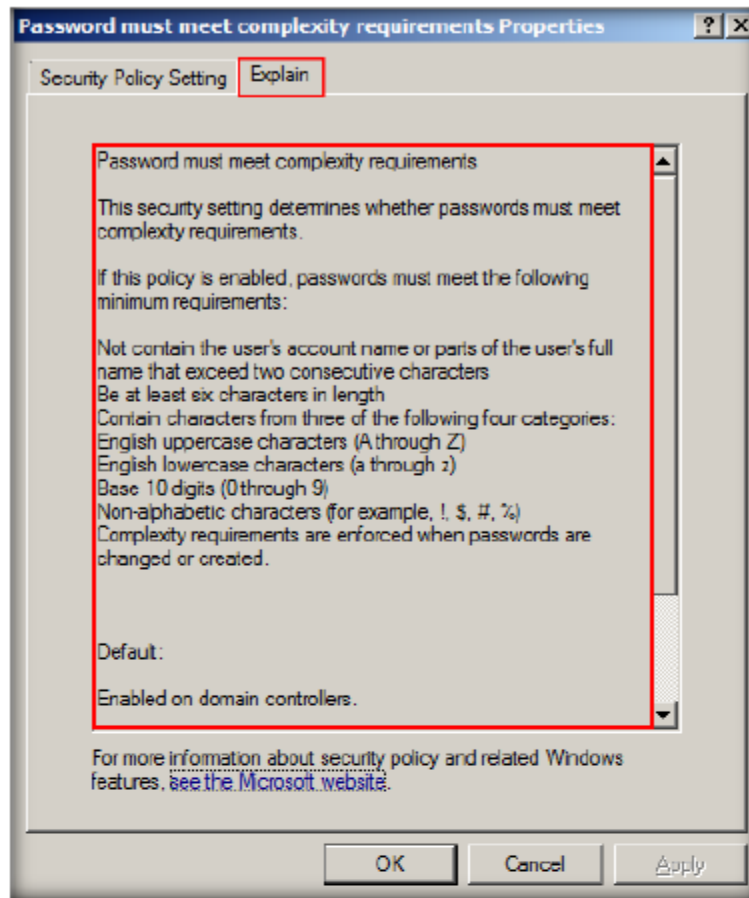 Password must meet complexity requirements Properties
Security Policy Setting
Explain
Password must meet complexity requirements
This security setting determines whether passwords must meet
complexity requirements.
If this policy is enabled, passwords must meet the following
minimum requirements:
Not contain the user's account name or parts of the user's full
name that exceed two consecutive characters
Be at least six characters in length
Contain characters from three of the following four categories:
English uppercase characters (A through Z)
English lowercase characters (a through z)
Base 10 digits (0 through 9)
Non-alphabetic characters (for example, !, $, #, %)
Complexity requirements are enforced when passwords are
changed or created.
Default:
Enabled on domain controllers.
For more information about security policy and related Windows
features, see the Microsoft website.
OK
Cancel
Apply